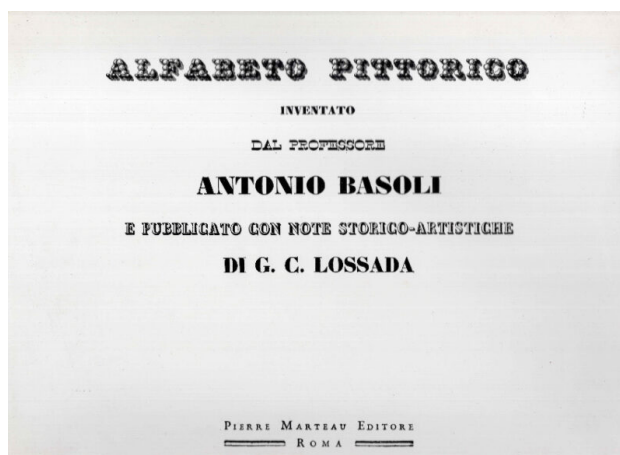 ALFABETO PITTORICO
INVENTATO
DAL PROFESSORE
ANTONIO BASOLI
E PUBBLICATO CON NOTE STORICO-ARTISTICHE
DI G. C. LOSSADA
PIERRE MARTEAU EDITORE
ROMA